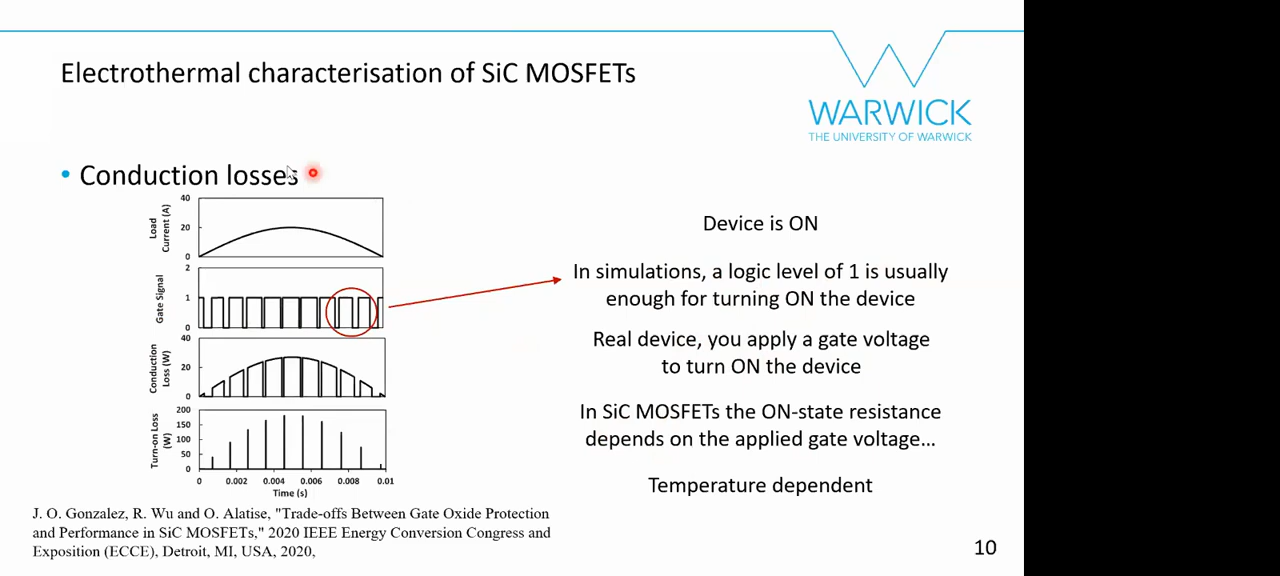 Electrothermal characterisation of SiC MOSFETs
WARWICK
THE UNIVERSITY OF WARWICK
• Conduction losses
Load
Current (A)
40
20
0
Gate Signal
2
1
0
Conduction
Loss (W)
40
20
0
Turn-on Loss
(W)
200
150
100
50
0
0 0.002 0.004 0.006 0.008 0.01
Time (s)
Device is ON
In simulations, a logic level of 1 is usually
enough for turning ON the device
Real device, you apply a gate voltage
to turn ON the device
In SiC MOSFETs the ON-state resistance
depends on the applied gate voltage...
Temperature dependent
J. O. Gonzalez, R. Wu and O. Alatise, "Trade-offs Between Gate Oxide Protection
and Performance in SiC MOSFETs," 2020 IEEE Energy Conversion Congress and
Exposition (ECCE), Detroit, MI, USA, 2020,
10